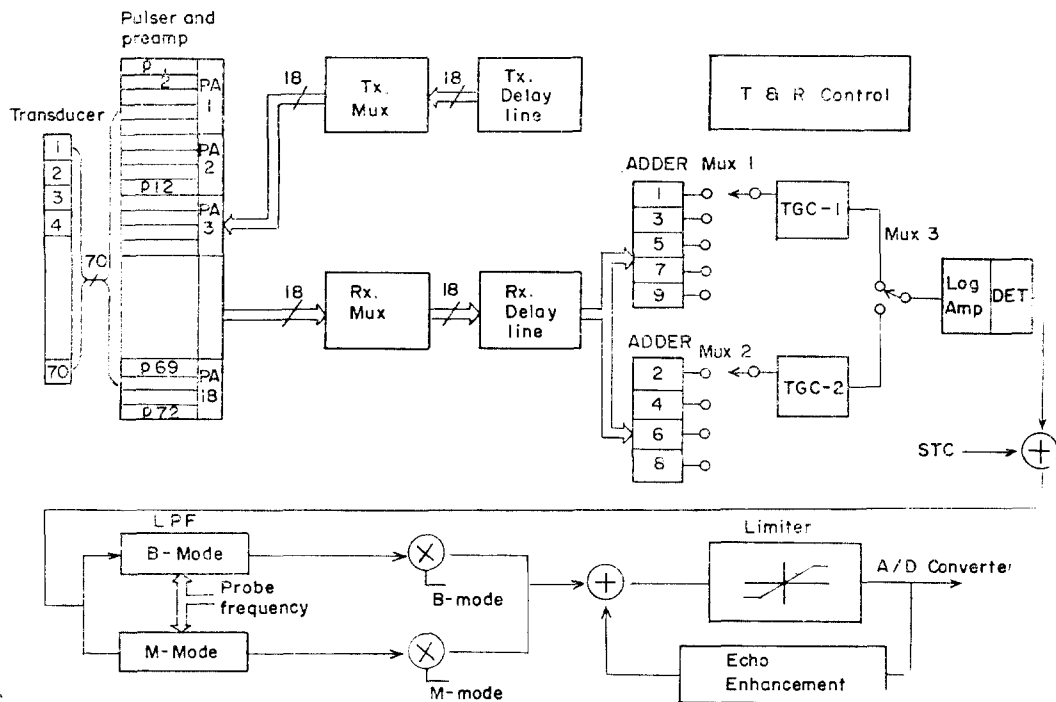 Pulser and
preamp
P 1
2
PA
1
PA
2
P12
PA
3
P69
PA
18
P72
Transducer
1
2
3
4
70
70
18
Tx.
Mux
18
Tx.
Delay
line
T & R Control
18
Rx.
Mux
18
Rx.
Delay
line
ADDER Mux 1
1
3
5
7
9
TGC-1
Mux 3
Log
Amp
DET
ADDER
Mux 2
2
4
6
8
TGC-2
STC
LPF
B-Mode
Probe
frequency
M-Mode
B-mode
M-mode
Limiter
A/D Converter
Echo
Enhancement